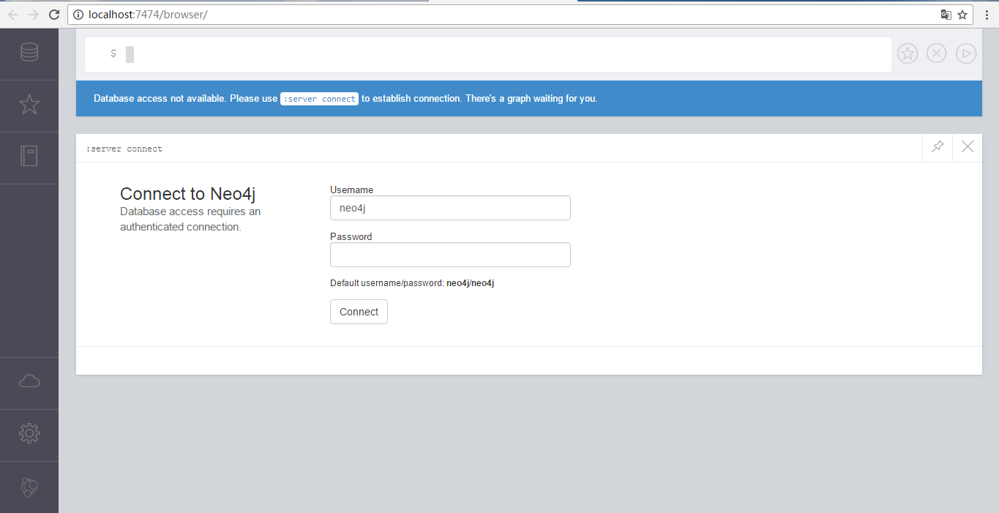 localhost:7474/browser/
$
Database access not available. Please use :server connect to establish connection. There's a graph waiting for you.
:server connect
Connect to Neo4j
Database access requires an
authenticated connection.
Username
neo4j
Password
Default username/password: neo4j/neo4j
Connect